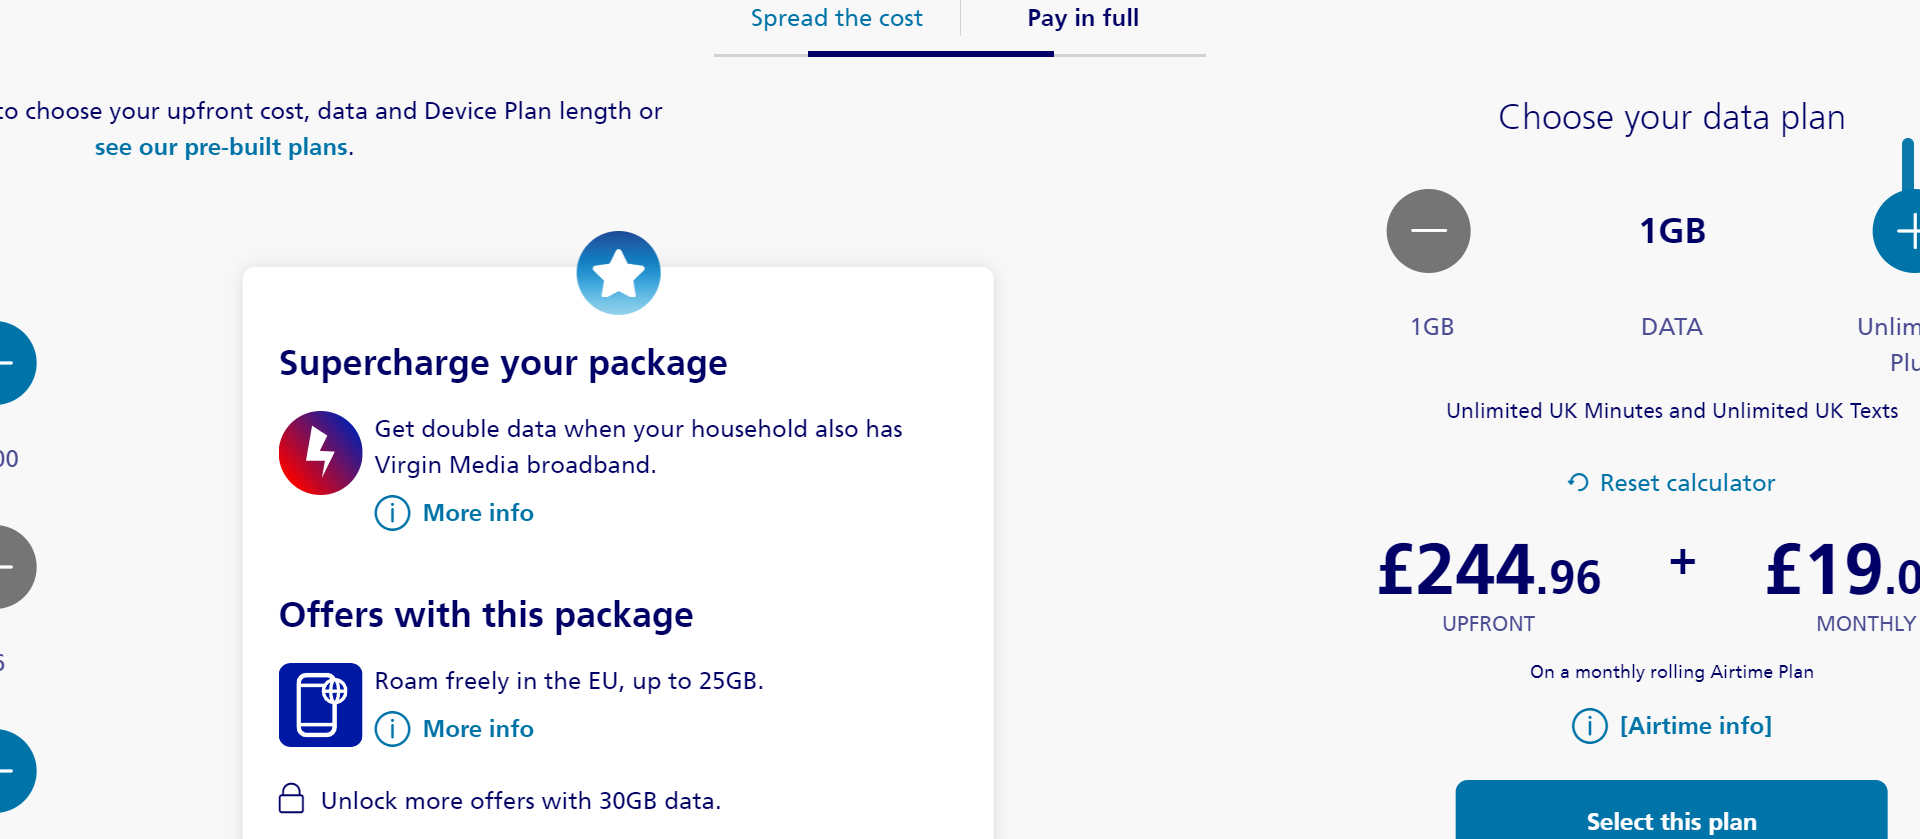 Spread the cost
Pay in full
to choose your upfront cost, data and Device Plan length or
see our pre-built plans.
Supercharge your package
Get double data when your household also has
Virgin Media broadband.
More info
Offers with this package
Roam freely in the EU, up to 25GB.
More info
Unlock more offers with 30GB data.
Choose your data plan
1GB
1GB
DATA
Unlimited UK Minutes and Unlimited UK Texts
Reset calculator
£244.96
+
£19.0
UPFRONT
MONTHLY
On a monthly rolling Airtime Plan
[Airtime info]
Select this plan